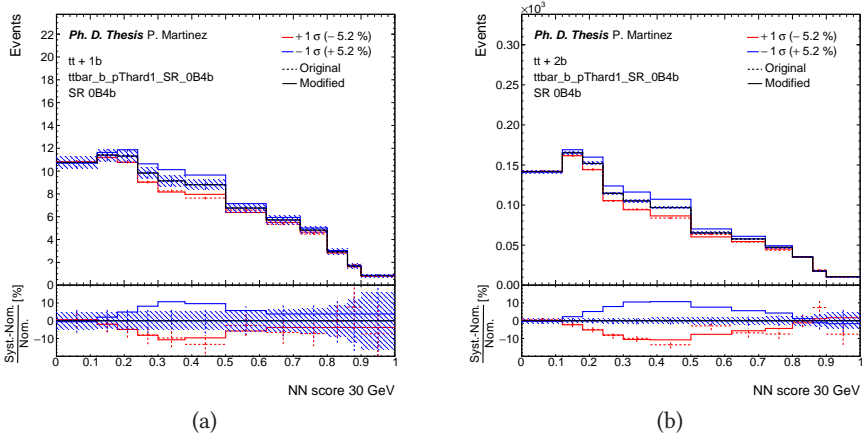 Ph. D. Thesis P. Martinez
tt + 1b
ttbar_b_pThard1_SR_0B4b
SR 0B4b
+ 1 σ (− 5.2 %)
− 1 σ (+ 5.2 %)
Original
Modified
Events
22
20
18
16
14
12
10
8
6
4
2
0
Syst.-Nom.
Nom.
[%]
10
0
−10
0 0.1 0.2 0.3 0.4 0.5 0.6 0.7 0.8 0.9 1
NN score 30 GeV
(a)
×10³
Ph. D. Thesis P. Martinez
tt + 2b
ttbar_b_pThard1_SR_0B4b
SR 0B4b
+ 1 σ (− 5.2 %)
− 1 σ (+ 5.2 %)
Original
Modified
Events
0.30
0.25
0.20
0.15
0.10
0.05
0.00
Syst.-Nom.
Nom.
[%]
10
0
−10
0 0.1 0.2 0.3 0.4 0.5 0.6 0.7 0.8 0.9 1
NN score 30 GeV
(b)